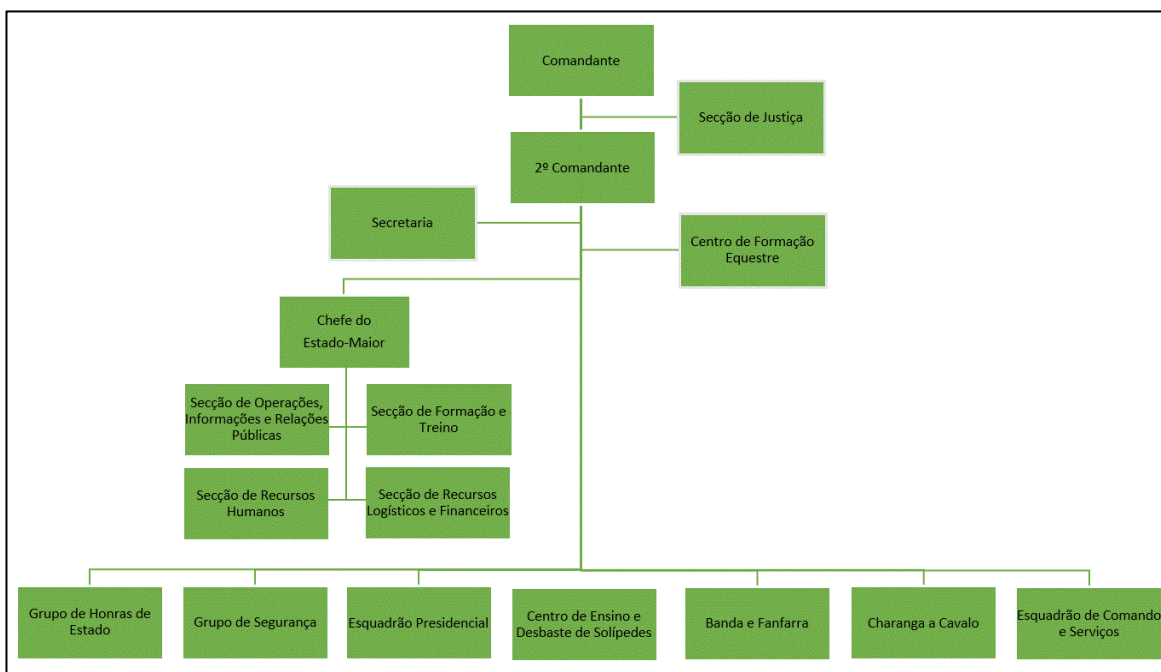 Comandante
Secção de Justiça
2º Comandante
Secretaria
Centro de Formação
Equestre
Chefe do
Estado-Maior
Secção de Operações,
Informações e Relações
Públicas
Secção de Formação e
Treino
Secção de Recursos
Humanos
Secção de Recursos
Logísticos e Financeiros
Grupo de Honras de
Estado
Grupo de Segurança
Esquadrão Presidencial
Centro de Ensino e
Desbaste de Solípedes
Banda e Fanfarra
Charanga a Cavalo
Esquadrão de Comando
e Serviços